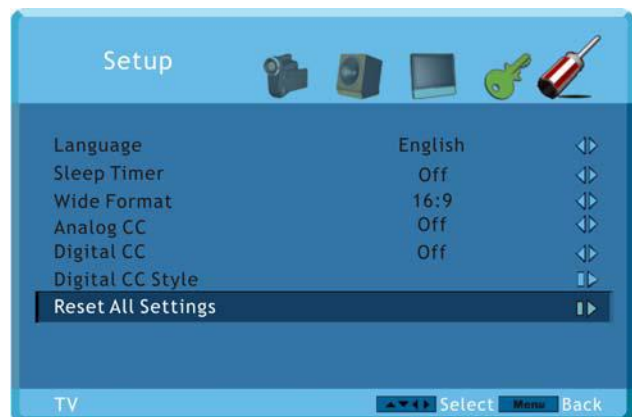 Setup
Language English
Sleep Timer Off
Wide Format 16:9
Analog CC Off
Digital CC Off
Digital CC Style
Reset All Settings
TV Select Menu Back